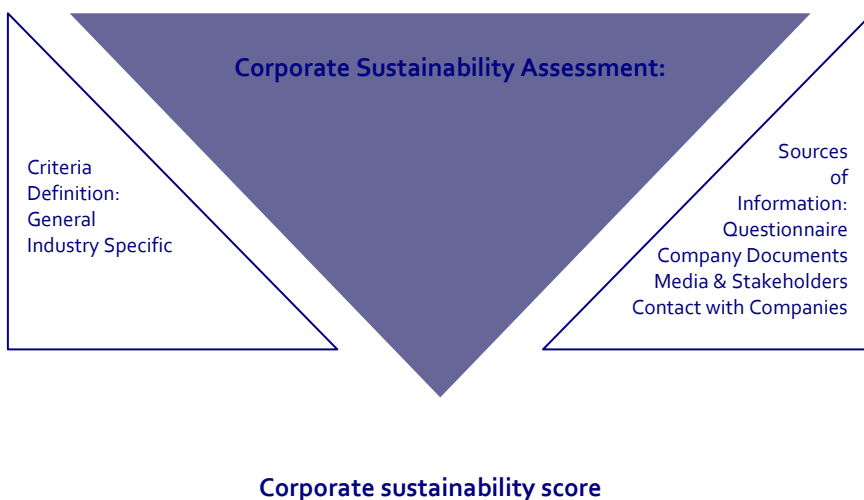 Corporate Sustainability Assessment:
Criteria
Definition:
General
Industry Specific
Sources
of
Information:
Questionnaire
Company Documents
Media & Stakeholders
Contact with Companies
Corporate sustainability score